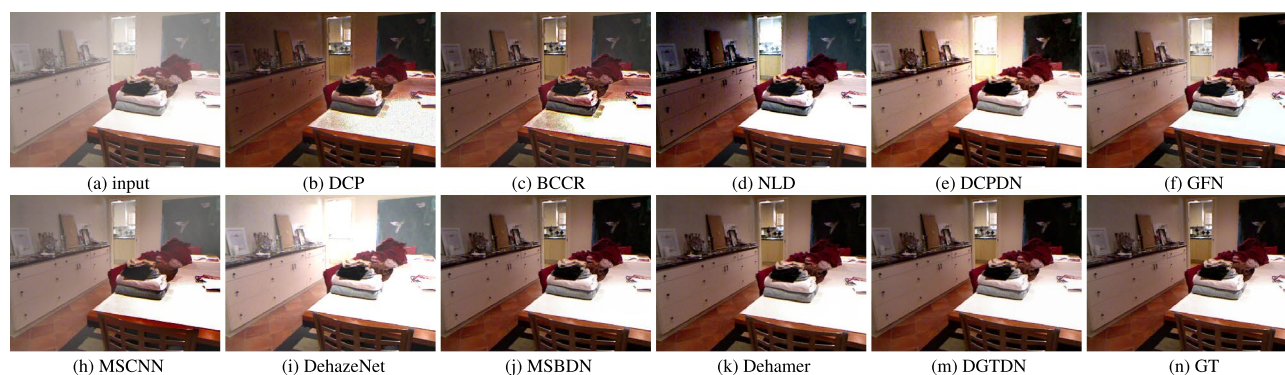 (a) input (b) DCP (c) BCCR (d) NLD (e) DCPDN (f) GFN
(h) MSCNN (i) DehazeNet (j) MSBDN (k) Dehamer (m) DGTDN (n) GT